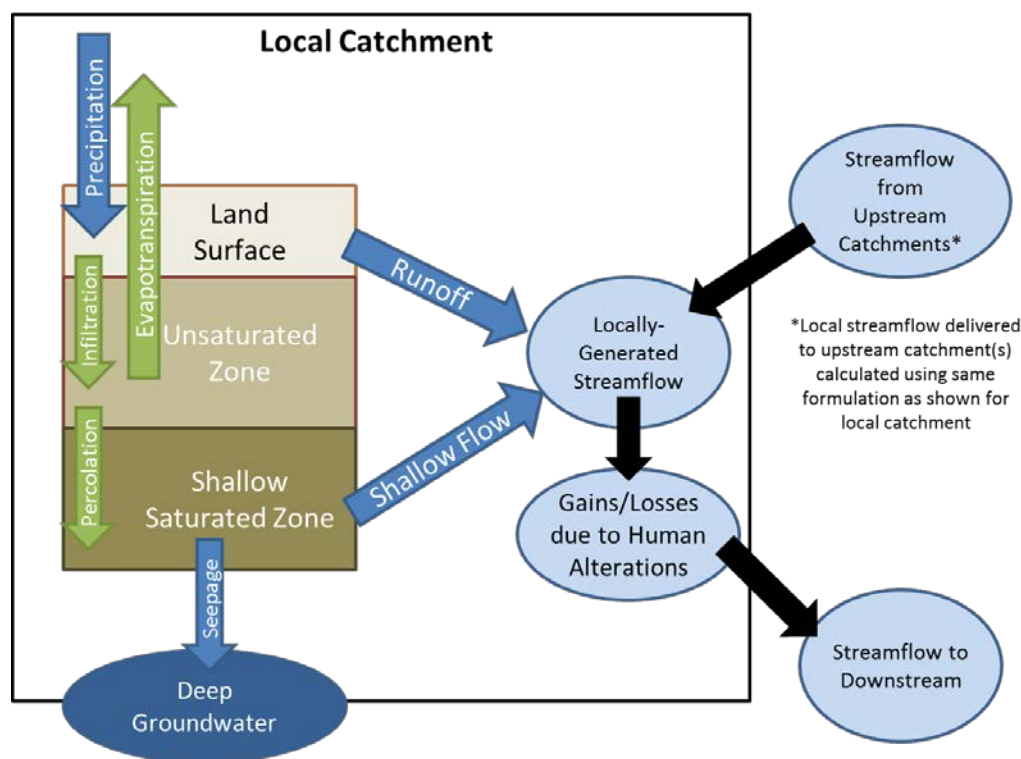 Local Catchment
Precipitation
Evapotranspiration
Land
Surface
Infiltration
Unsaturated
Zone
Percolation
Shallow
Saturated Zone
Runoff
Shallow Flow
Seepage
Deep
Groundwater
Locally-
Generated
Streamflow
Gains/Losses
due to Human
Alterations
Streamflow
from
Upstream
Catchments*
*Local streamflow delivered
to upstream catchment(s)
calculated using same
formulation as shown for
local catchment
Streamflow to
Downstream